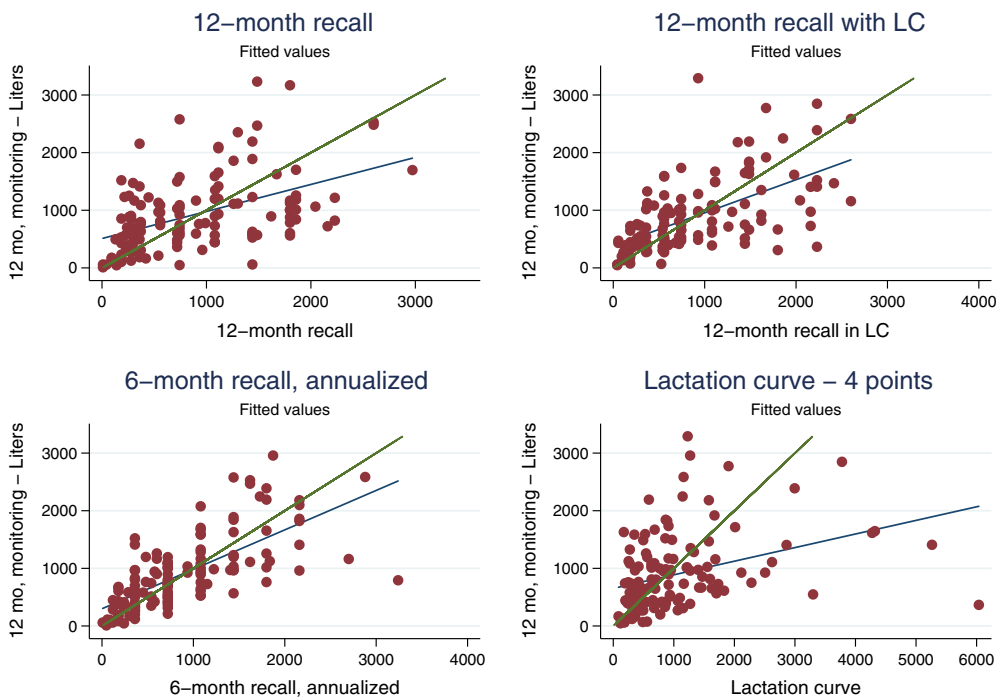 12−month recall
Fitted values
12 mo, monitoring − Liters
3000
2000
1000
0
0 1000 2000 3000
12−month recall
12−month recall with LC
Fitted values
12 mo, monitoring − Liters
3000
2000
1000
0
0 1000 2000 3000 4000
12−month recall in LC
6−month recall, annualized
Fitted values
12 mo, monitoring − Liters
3000
2000
1000
0
0 1000 2000 3000 4000
6−month recall, annualized
Lactation curve − 4 points
Fitted values
12 mo, monitoring − Liters
3000
2000
1000
0
0 1000 2000 3000 4000 5000 6000
Lactation curve